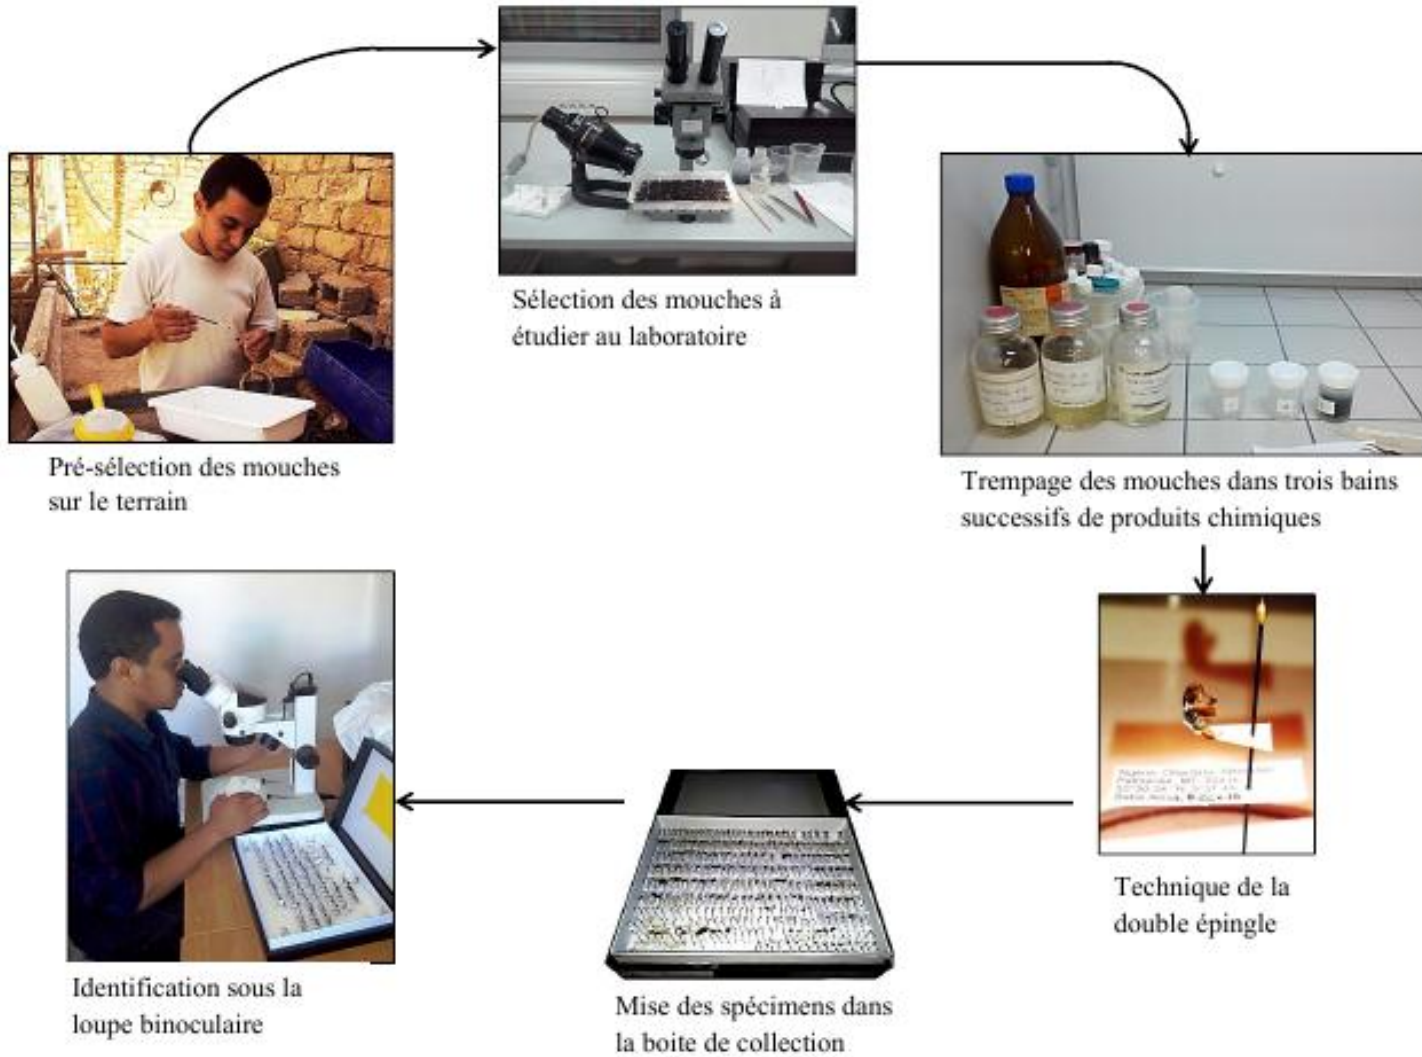 Sélection des mouches à
étudier au laboratoire
Pré-sélection des mouches
sur le terrain
Trempage des mouches dans trois bains
successifs de produits chimiques
Technique de la
double épingle
Mise des spécimens dans
la boite de collection
Identification sous la
loupe binoculaire